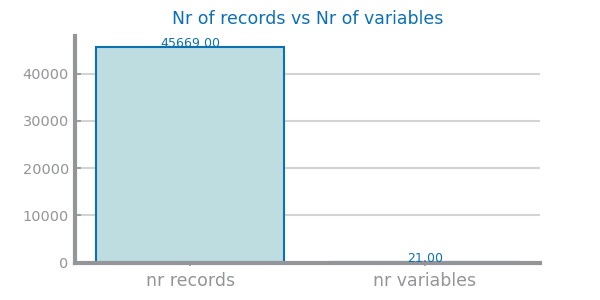 Nr of records vs Nr of variables
45669.00
40000
30000
20000
10000
0
21.00
nr records
nr variables